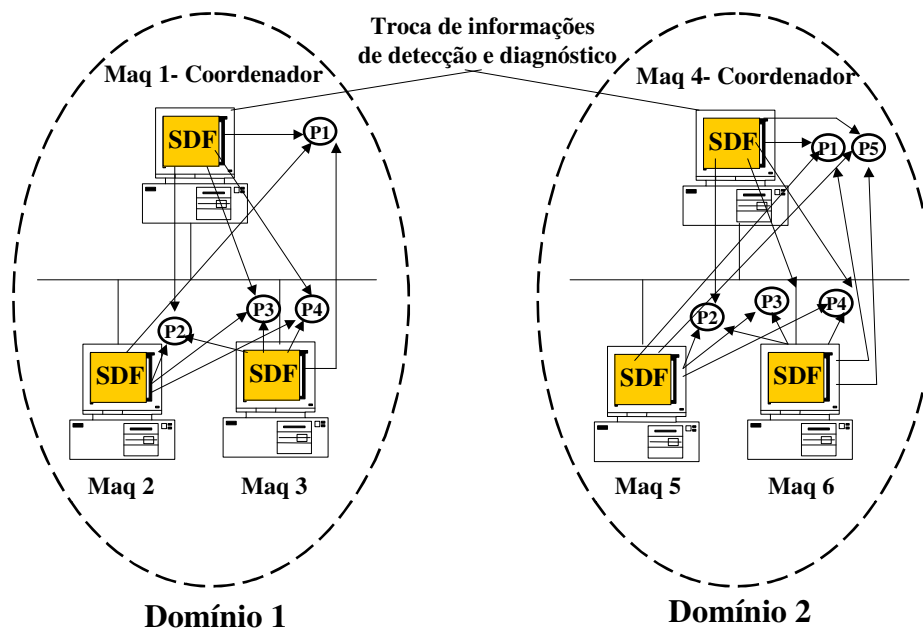 Troca de informações
de detecção e diagnóstico
Maq 1- Coordenador
Maq 4- Coordenador
SDF
P1
SDF
P1
P5
P2
P3
P4
P2
P3
P4
SDF
SDF
SDF
SDF
Maq 2
Maq 3
Maq 5
Maq 6
Domínio 1
Domínio 2